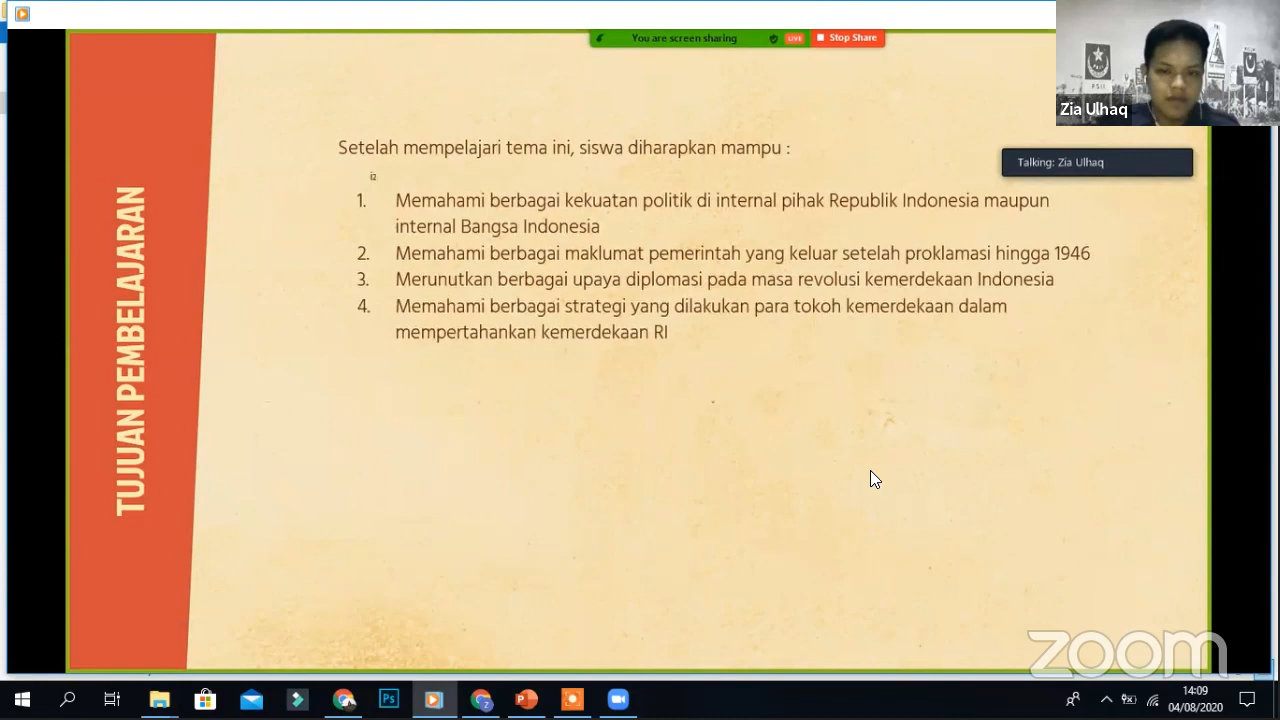 You are screen sharing
LIVE
Stop Share
Zia Ulhaq
Talking: Zia Ulhaq
TUJUAN PEMBELAJARAN
Setelah mempelajari tema ini, siswa diharapkan mampu :
1. Memahami berbagai kekuatan politik di internal pihak Republik Indonesia maupun
internal Bangsa Indonesia
2. Memahami berbagai maklumat pemerintah yang keluar setelah proklamasi hingga 1946
3. Merunutkan berbagai upaya diplomasi pada masa revolusi kemerdekaan Indonesia
4. Memahami berbagai strategi yang dilakukan para tokoh kemerdekaan dalam
mempertahankan kemerdekaan RI
zoom
Ps
14:09
04/08/2020